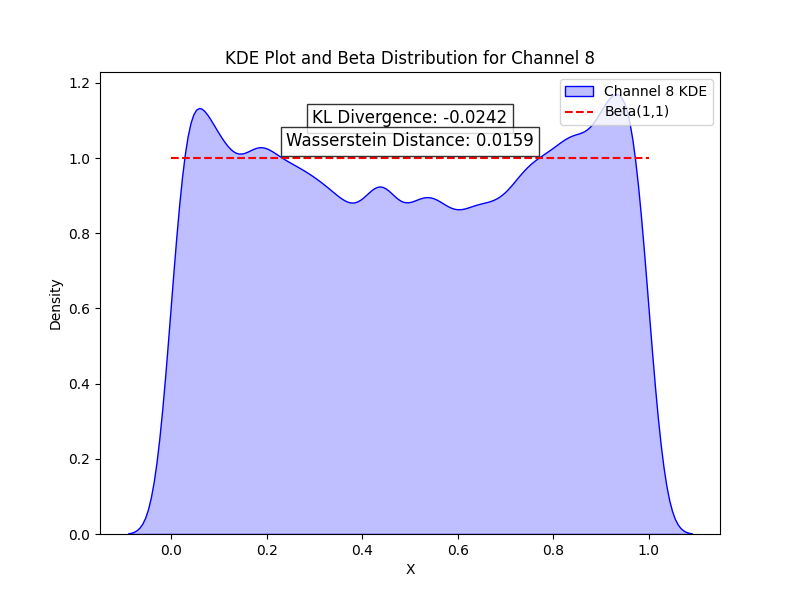 KDE Plot and Beta Distribution for Channel 8
Channel 8 KDE
Beta(1,1)
KL Divergence: -0.0242
Wasserstein Distance: 0.0159
1.2
1.0
0.8
0.6
0.4
0.2
0.0
Density
0.0 0.2 0.4 0.6 0.8 1.0
X